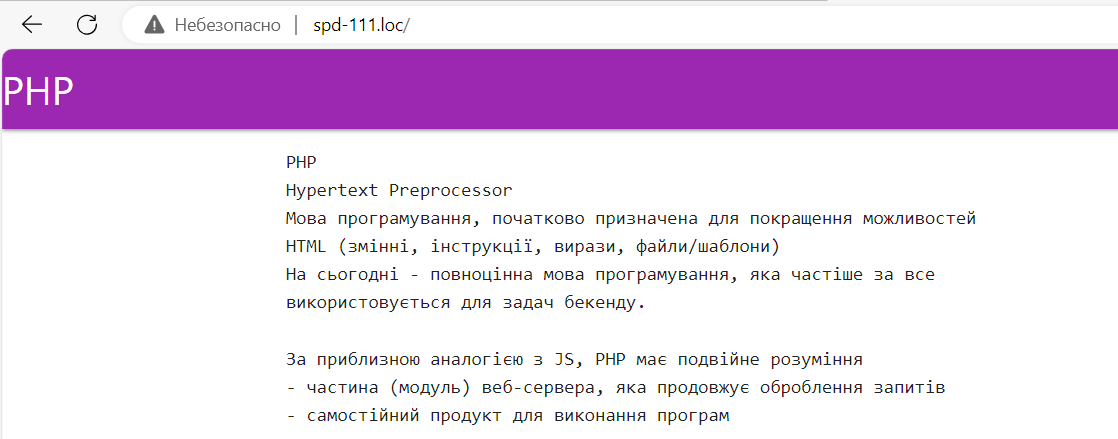 Небезопасно | spd-111.loc/
PHP
PHP
Hypertext Preprocessor
Мова програмування, початково призначена для покращення можливостей
HTML (змінні, інструкції, вирази, файли/шаблони)
На сьогодні - повноцінна мова програмування, яка частіше за все
використовується для задач бекенду.
За приблизною аналогією з JS, PHP має подвійне розуміння
- частина (модуль) веб-сервера, яка продовжує оброблення запитів
- самостійний продукт для виконання програм